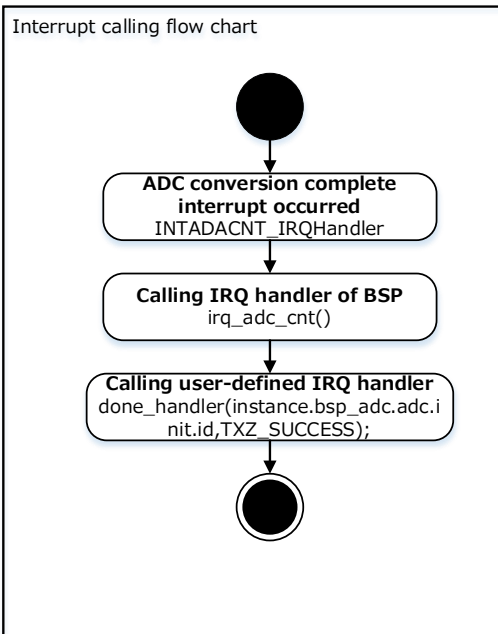 Interrupt calling flow chart
ADC conversion complete
interrupt occurred
INTADACNT_IRQHandler
Calling IRQ handler of BSP
irq_adc_cnt()
Calling user-defined IRQ handler
done_handler(instance.bsp_adc.adc.i
nit.id,TXZ_SUCCESS);